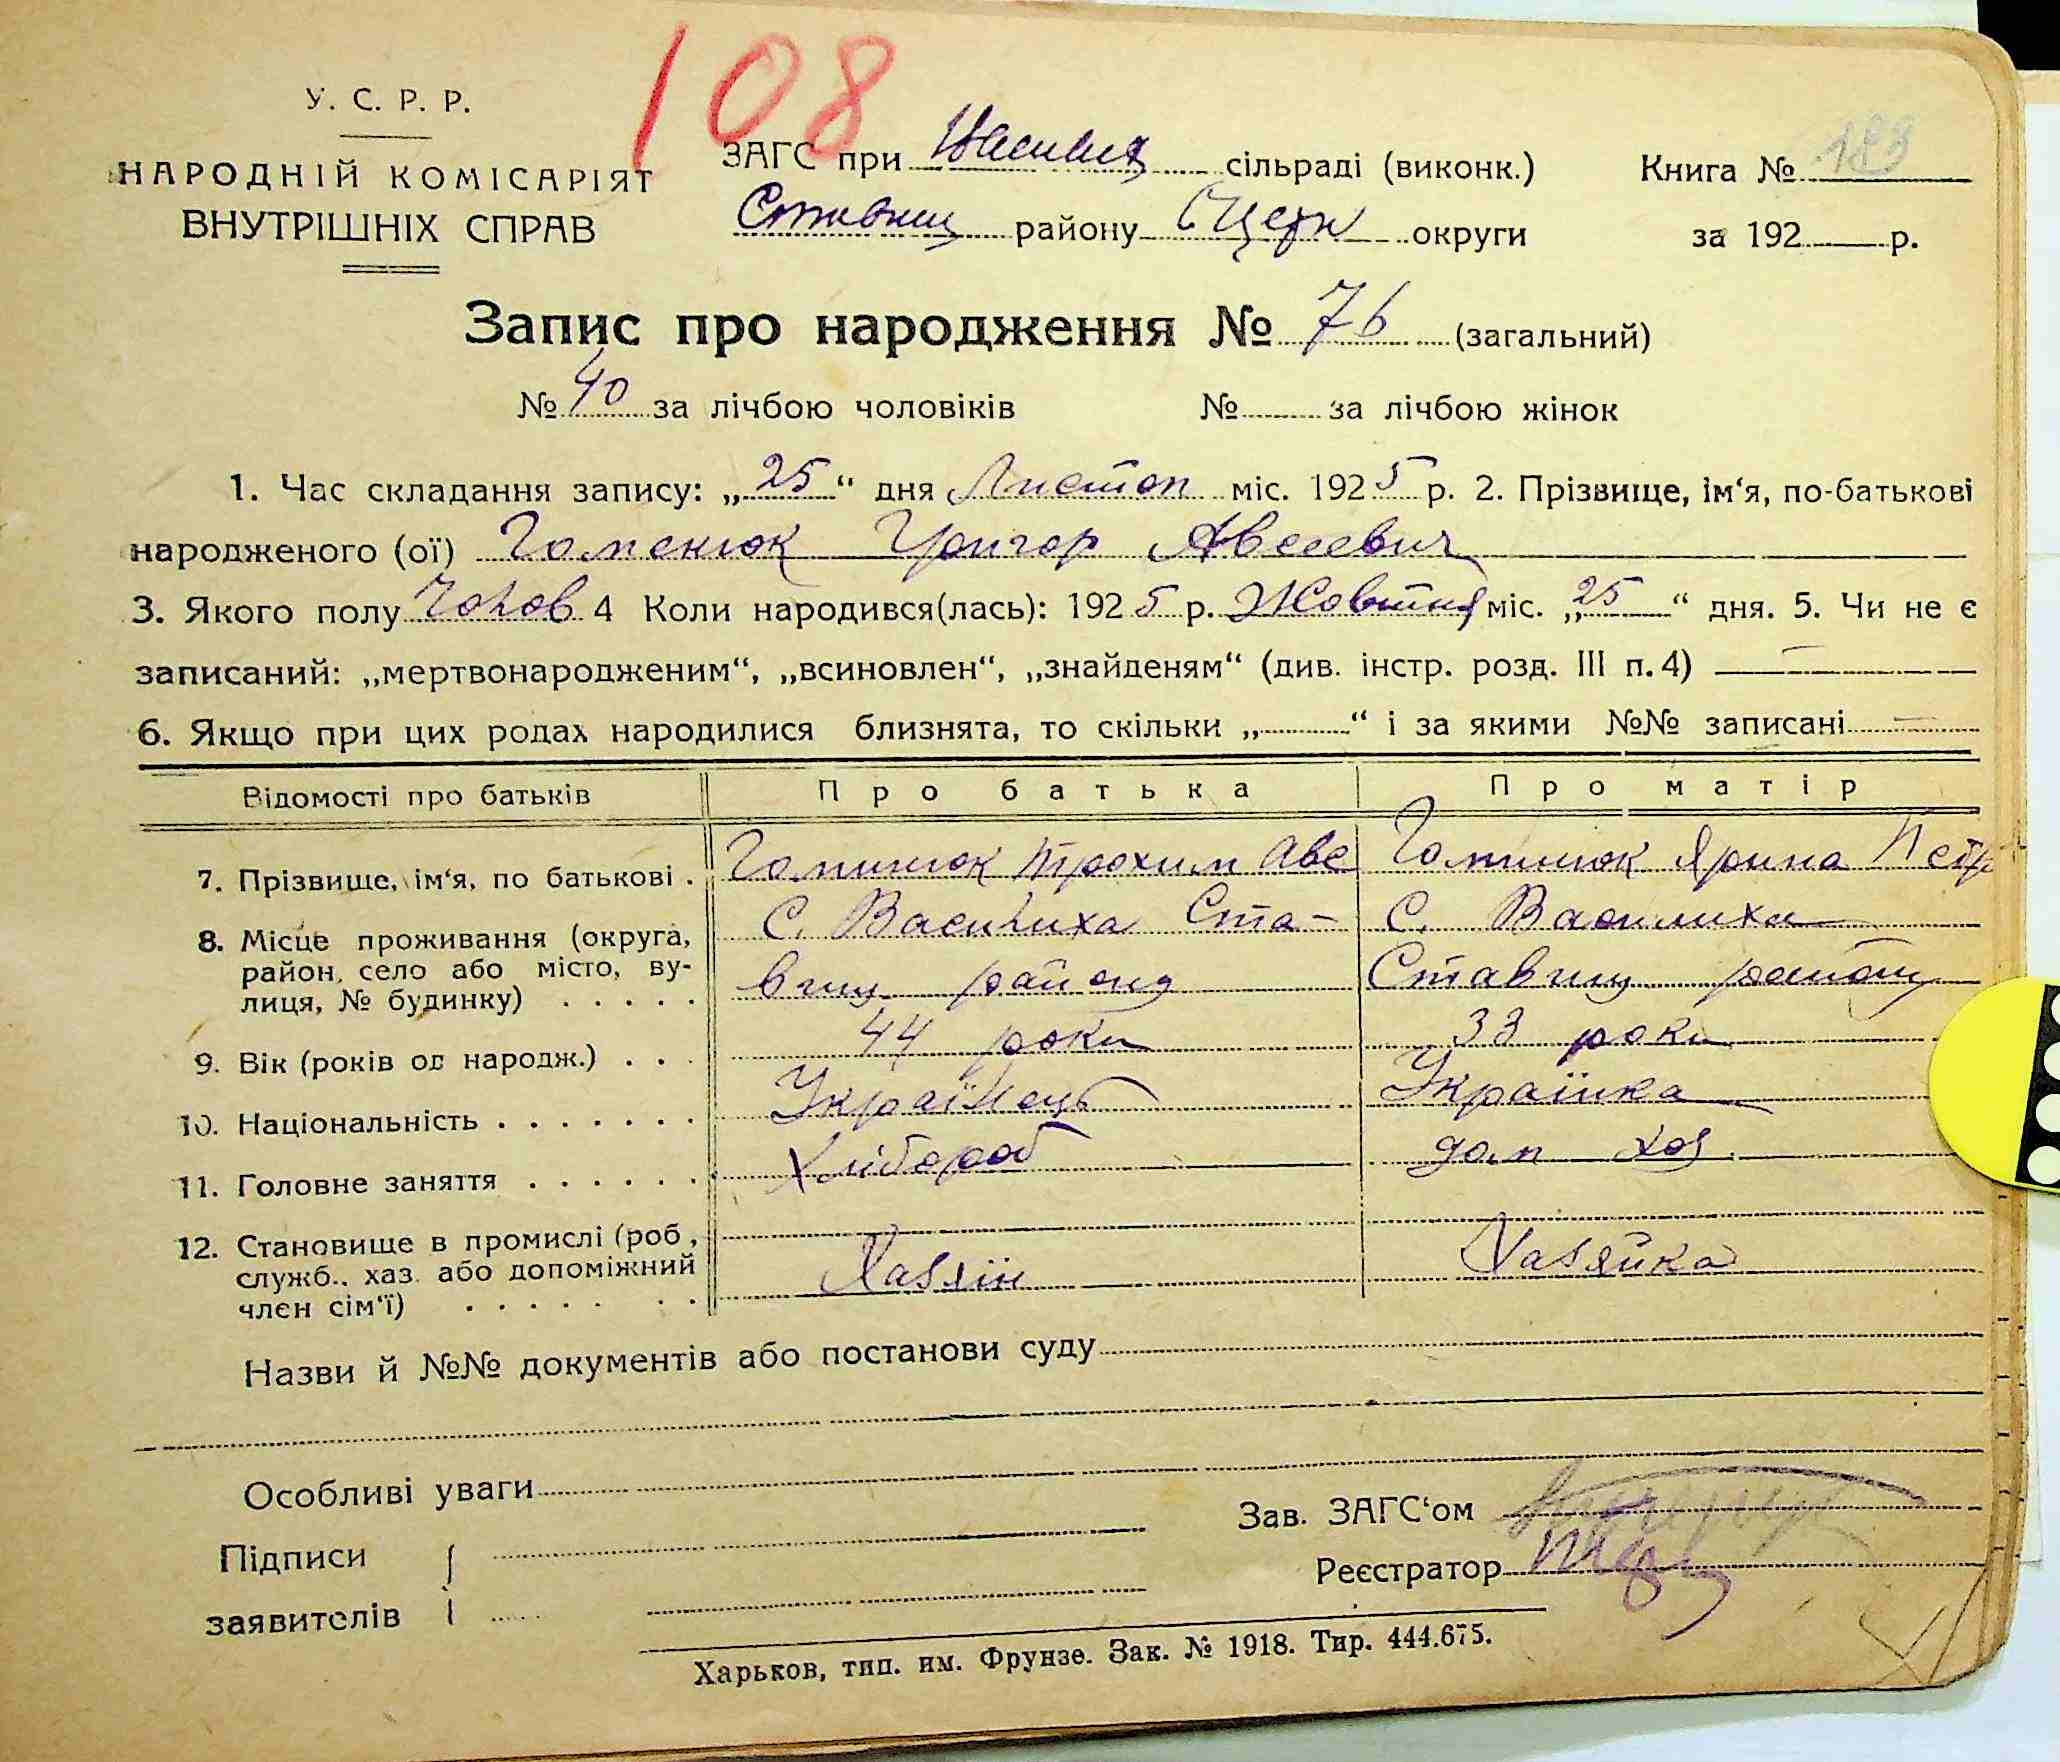 108
У. С. Р. Р.
НАРОДНІЙ КОМІСАРІЯТ
ВНУТРІШНІХ СПРАВ
ЗАГС при сільраді (виконк.) Книга № 183
Ставищ району Б Церк округи за 192 р.
Запис про народження № 76 (загальний)
№ 40 за лічбою чоловіків № за лічбою жінок
1. Час складання запису: „25“ дня Листоп міс. 1925 р. 2. Прізвище, ім‘я, по-батькові
народженого (ої) Гоменюк Григор Авсеевич
3. Якого полу Чолов 4 Коли народився(лась): 1925 р. Жовтня міс. „25“ дня. 5. Чи не є
записаний: „мертвонародженим“, „всиновлен“, „знайденям“ (див. інстр. розд. III п. 4) —
6. Якщо при цих родах народилися близнята, то скільки „ “ і за якими №№ записані —
Відомості про батьків Про батька Про матір
7. Прізвище, ім‘я, по батькові . Гоминюк Трохим Авс Гоминюк Ярина Петр
8. Місце проживання (округа, район, село або місто, вулиця, № будинку) . . . . . С. Василиха Ставищ району С. Василиха Ставищ району
9. Вік (років од народж.) . . . 44 роки 33 роки
10. Національність . . . . . . . Українець Українка
11. Головне заняття . . . . . . . Хлібороб дом хоз
12. Становище в промислі (роб., служб., хаз. або допоміжний член сім‘ї) . . . . . . . Хазяїн Хазяйка
Назви й №№ документів або постанови суду
Особливі уваги
Зав. ЗАГС‘ом
Підписи
Реєстратор
заявителів
Харьков, тип. им. Фрунзе. Зак. № 1918. Тир. 444.675.